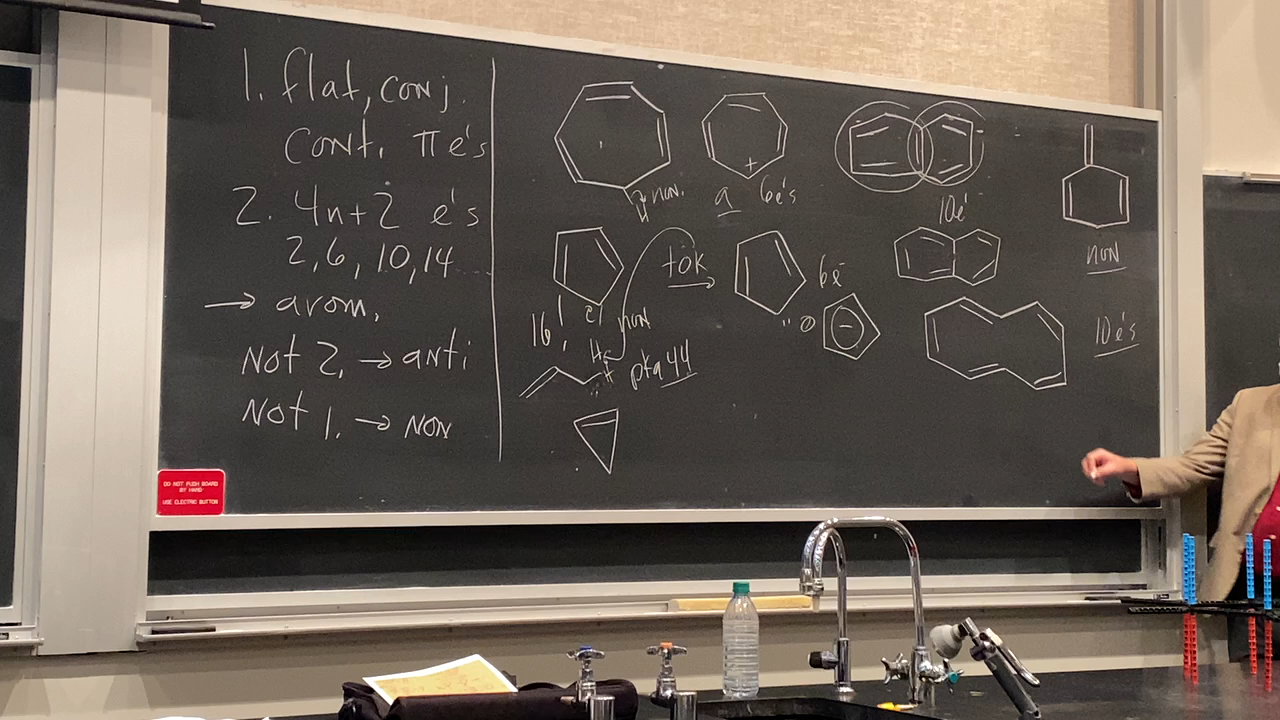 1. flat, conj.
cont. π e's
2. 4n+2 e's
2,6,10,14
→ arom.
Not 2. → anti
Not 1. → NON
DO NOT PUSH BOARD
BY HAND
USE ELECTRIC BUTTON
H
non.
+
a 6e's
10e-
non
16
non
tOK
6e-
⊖
-
10e's
H
H
pka 44